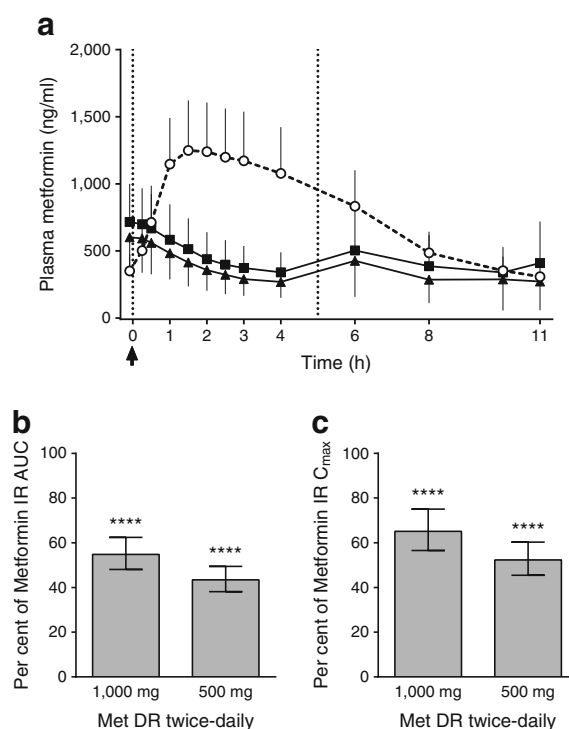 a
Plasma metformin (ng/ml)
2,000
1,500
1,000
500
0
0 1 2 3 4 6 8 11
Time (h)
b
Per cent of Metformin IR AUC
100
80
60
40
20
0
**** ****
1,000 mg 500 mg
Met DR twice-daily
c
Per cent of Metformin IR Cmax
100
80
60
40
20
0
**** ****
1,000 mg 500 mg
Met DR twice-daily